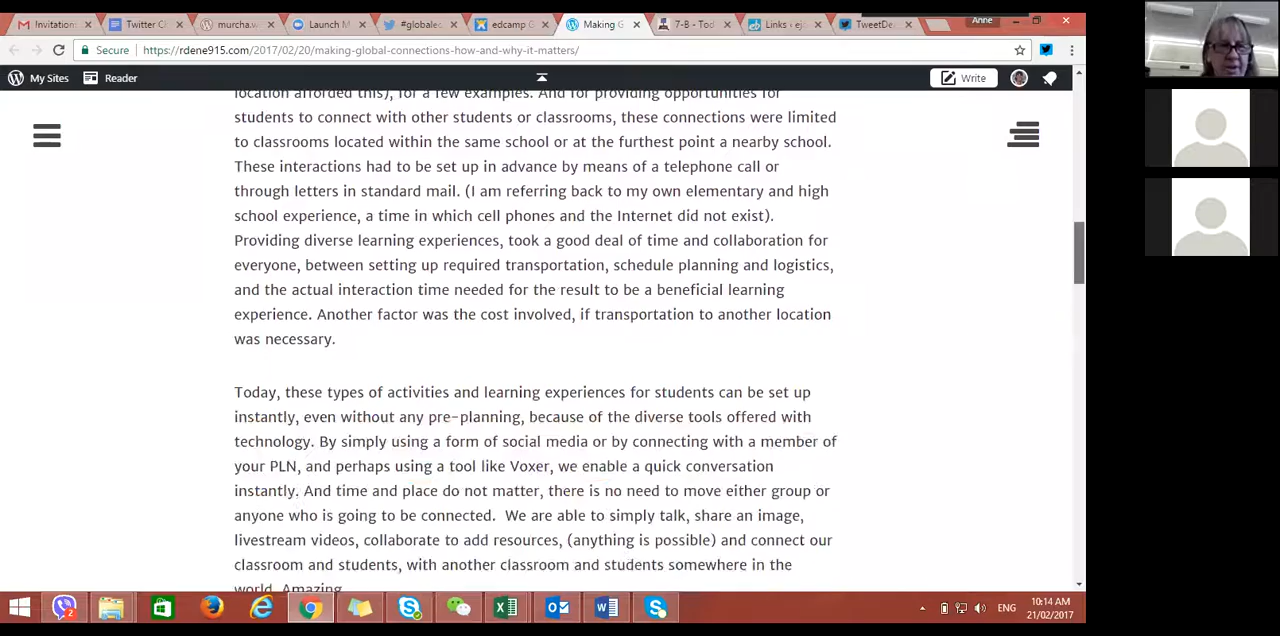 Invitation:
Twitter C
murcha.w
Launch M
#globaled
edcamp G
Making G
7-B - Tod
Links - ej
TweetDe
Anne
Secure
https://rdene915.com/2017/02/20/making-global-connections-how-and-why-it-matters/
My Sites
Reader
Write
location afforded this), for a few examples. And for providing opportunities for
students to connect with other students or classrooms, these connections were limited
to classrooms located within the same school or at the furthest point a nearby school.
These interactions had to be set up in advance by means of a telephone call or
through letters in standard mail. (I am referring back to my own elementary and high
school experience, a time in which cell phones and the Internet did not exist).
Providing diverse learning experiences, took a good deal of time and collaboration for
everyone, between setting up required transportation, schedule planning and logistics,
and the actual interaction time needed for the result to be a beneficial learning
experience. Another factor was the cost involved, if transportation to another location
was necessary.
Today, these types of activities and learning experiences for students can be set up
instantly, even without any pre-planning, because of the diverse tools offered with
technology. By simply using a form of social media or by connecting with a member of
your PLN, and perhaps using a tool like Voxer, we enable a quick conversation
instantly. And time and place do not matter, there is no need to move either group or
anyone who is going to be connected.  We are able to simply talk, share an image,
livestream videos, collaborate to add resources, (anything is possible) and connect our
classroom and students, with another classroom and students somewhere in the
world. Amazing
ENG
10:14 AM
21/02/2017